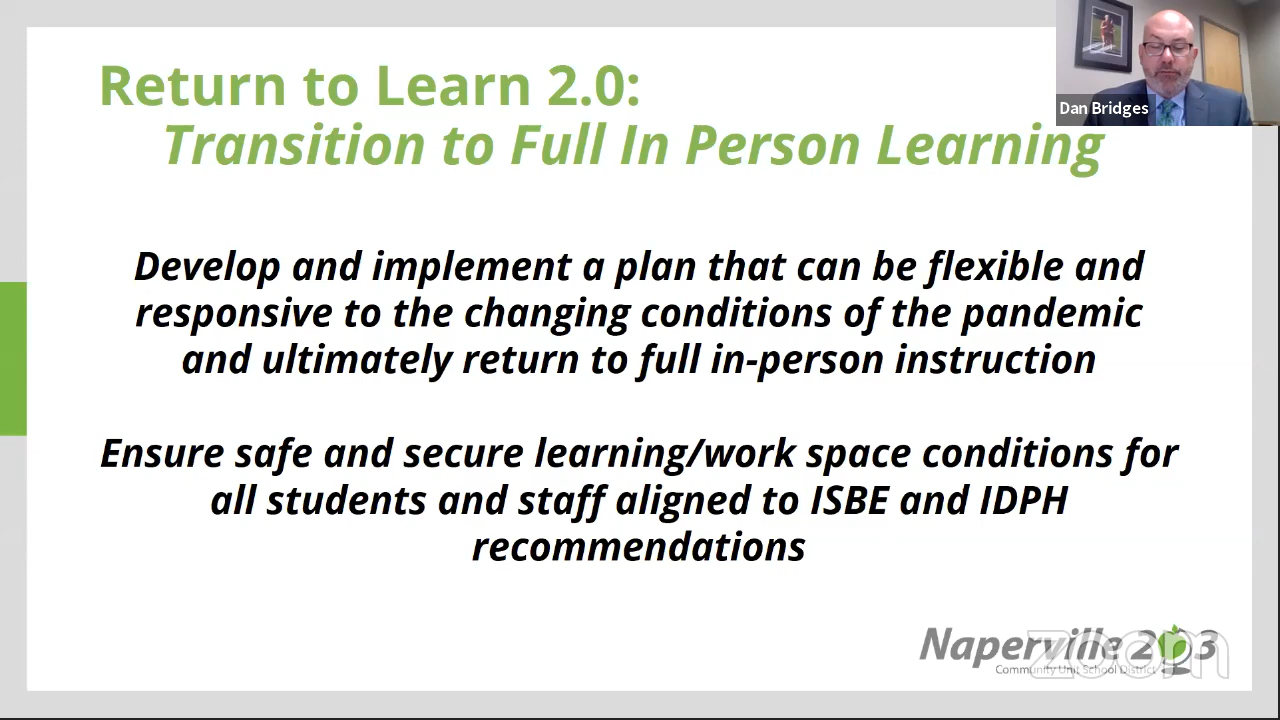 Return to Learn 2.0:
Transition to Full In Person Learning
Dan Bridges
Develop and implement a plan that can be flexible and
responsive to the changing conditions of the pandemic
and ultimately return to full in-person instruction
Ensure safe and secure learning/work space conditions for
all students and staff aligned to ISBE and IDPH
recommendations
Naperville 203
Community Unit School District
zoom